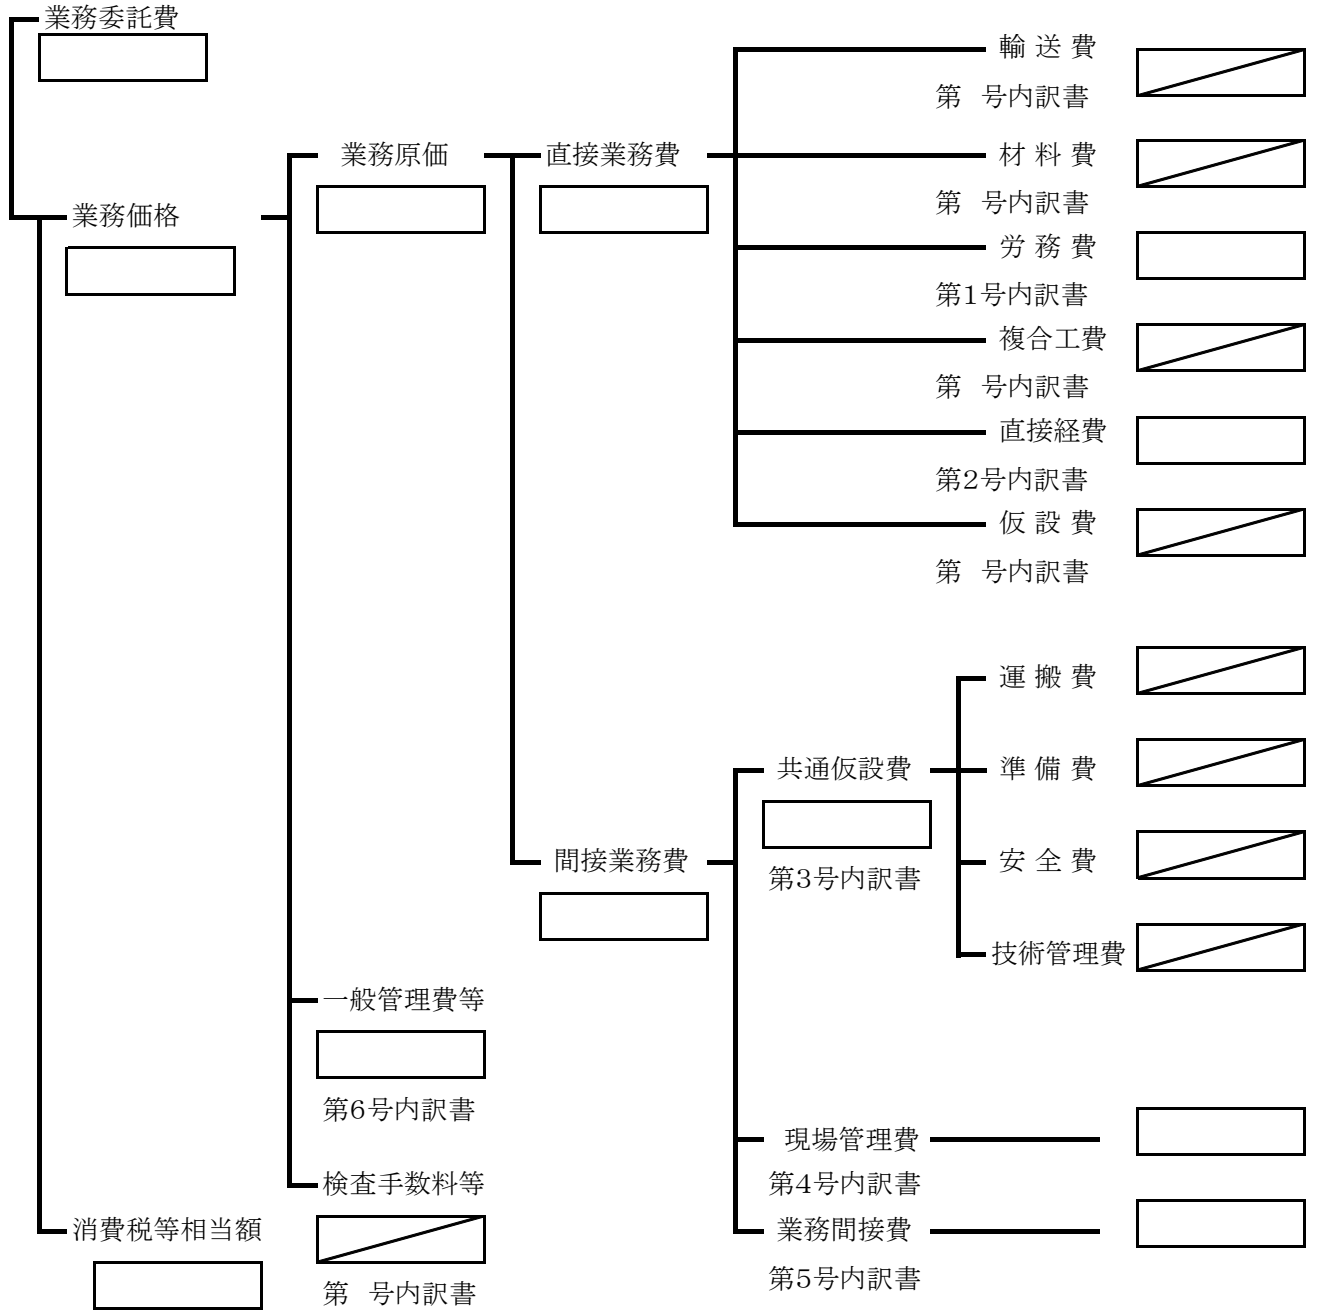 業務委託費
輸 送 費
第　号内訳書
業務原価
直接業務費
材 料 費
第　号内訳書
業務価格
労 務 費
第1号内訳書
複合工費
第　号内訳書
直接経費
第2号内訳書
仮 設 費
第　号内訳書
運 搬 費
共通仮設費
準 備 費
間接業務費
第3号内訳書
安 全 費
技術管理費
一般管理費等
第6号内訳書
現場管理費
第4号内訳書
検査手数料等
第　号内訳書
消費税等相当額
業務間接費
第5号内訳書